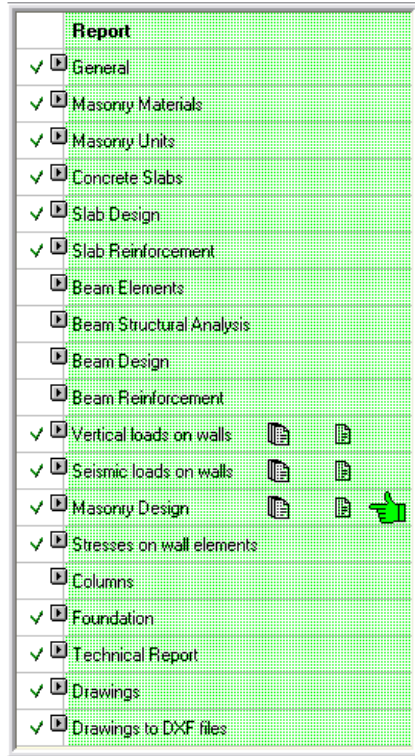 Report
General
Masonry Materials
Masonry Units
Concrete Slabs
Slab Design
Slab Reinforcement
Beam Elements
Beam Structural Analysis
Beam Design
Beam Reinforcement
Vertical loads on walls
Seismic loads on walls
Masonry Design
Stresses on wall elements
Columns
Foundation
Technical Report
Drawings
Drawings to DXF files